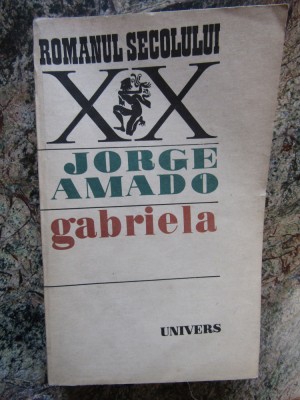 ROMANUL SECOLULUI
XX
JORGE
AMADO
gabriela
UNIVERS